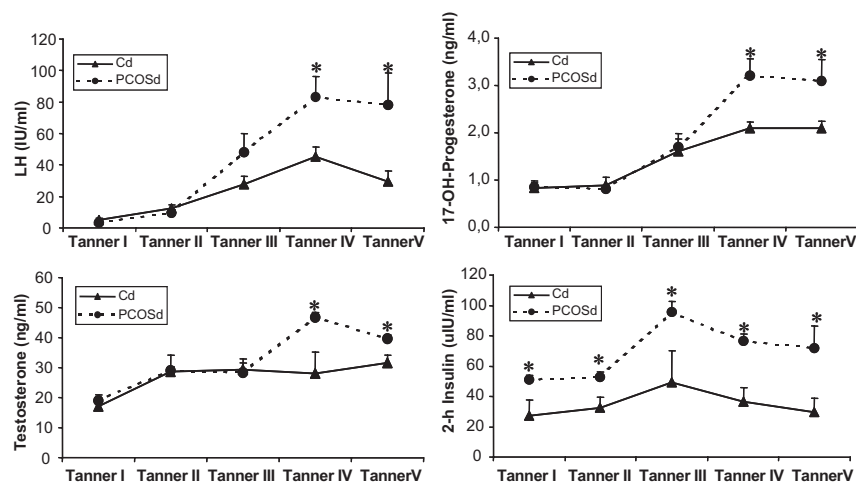 LH (IU/ml)
120
100
80
60
40
20
0
Cd
PCOSd
*
*
Tanner I Tanner II Tanner III Tanner IV TannerV
17-OH-Progesterone (ng/ml)
4,0
3,0
2,0
1,0
0,0
Cd
PCOSd
*
*
Tanner I Tanner II Tanner III Tanner IV TannerV
Testosterone (ng/ml)
60
50
40
30
20
10
0
Cd
PCOSd
*
*
Tanner I Tanner II Tanner III Tanner IV TannerV
2-h Insulin (uIU/ml)
120
100
80
60
40
20
0
Cd
PCOSd
*
*
*
*
*
Tanner I Tanner II Tanner III Tanner IV TannerV